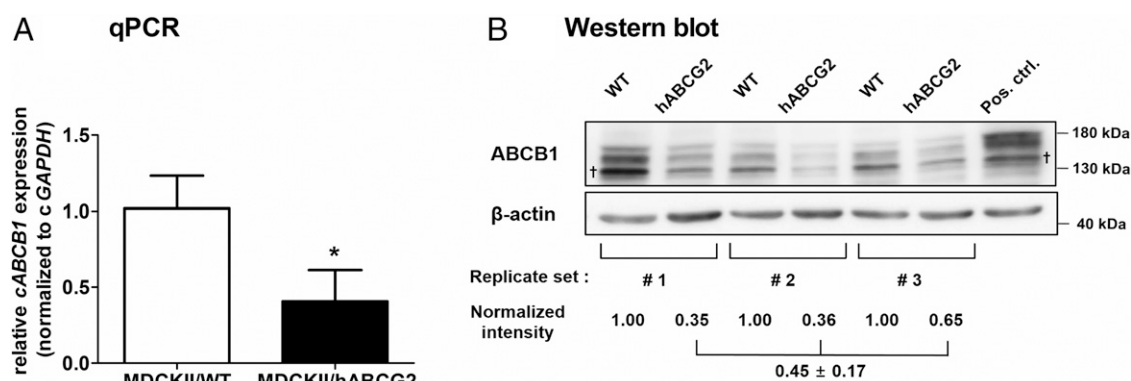 A qPCR
relative cABCB1 expression
(normalized to cGAPDH)
1.5
1.0
0.5
0.0
*
MDCKII/WT MDCKII/hABCG2
B Western blot
WT hABCG2 WT hABCG2 WT hABCG2 Pos. ctrl.
ABCB1
† †
180 kDa
130 kDa
β-actin
40 kDa
Replicate set : # 1 # 2 # 3
Normalized
intensity
1.00 0.35 1.00 0.36 1.00 0.65
0.45 ± 0.17